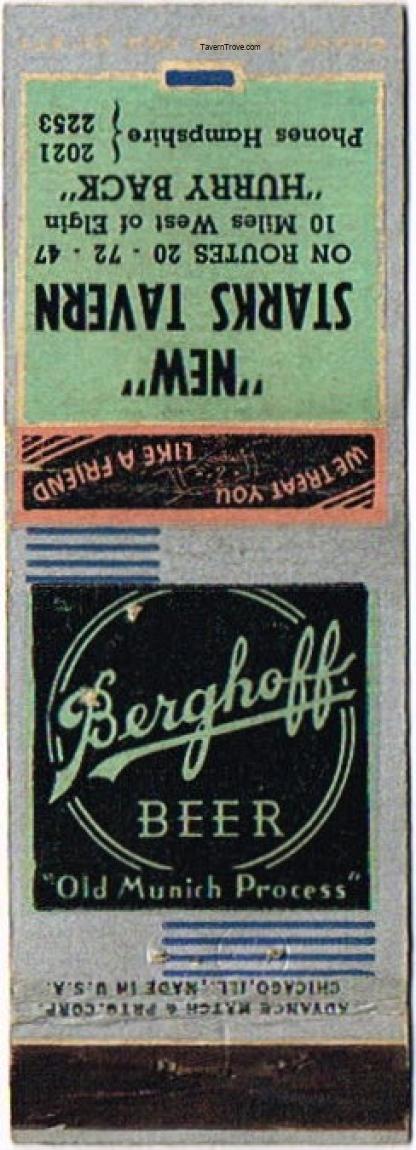 TavernTrove.com
"NEW"
STARKS TAVERN
ON ROUTES 20 - 72 - 47
10 Miles West of Elgin
"HURRY BACK"
Phones Hampshire { 2021
2253
WE TREAT YOU
LIKE A FRIEND
Berghoff
BEER
"Old Munich Process"
ADVANCE MATCH & PRTG. CORP.
CHICAGO, ILL., MADE IN U.S.A.